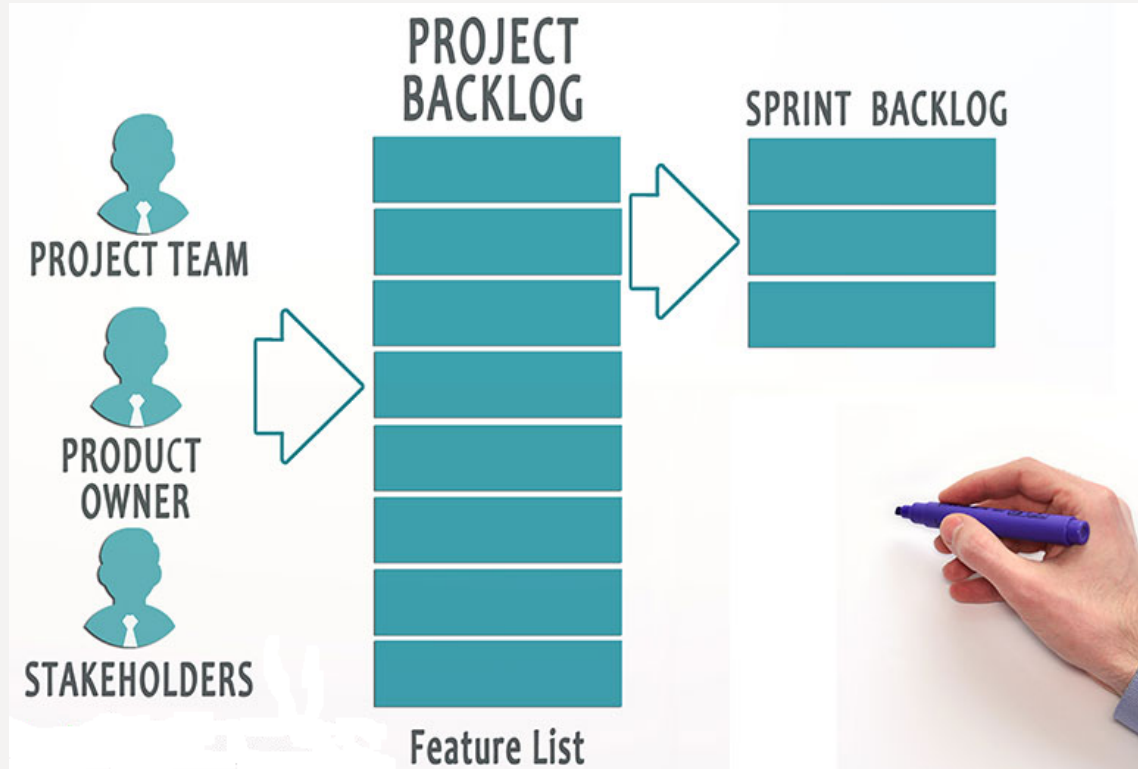 PROJECT
BACKLOG
SPRINT BACKLOG
PROJECT TEAM
PRODUCT
OWNER
STAKEHOLDERS
Feature List